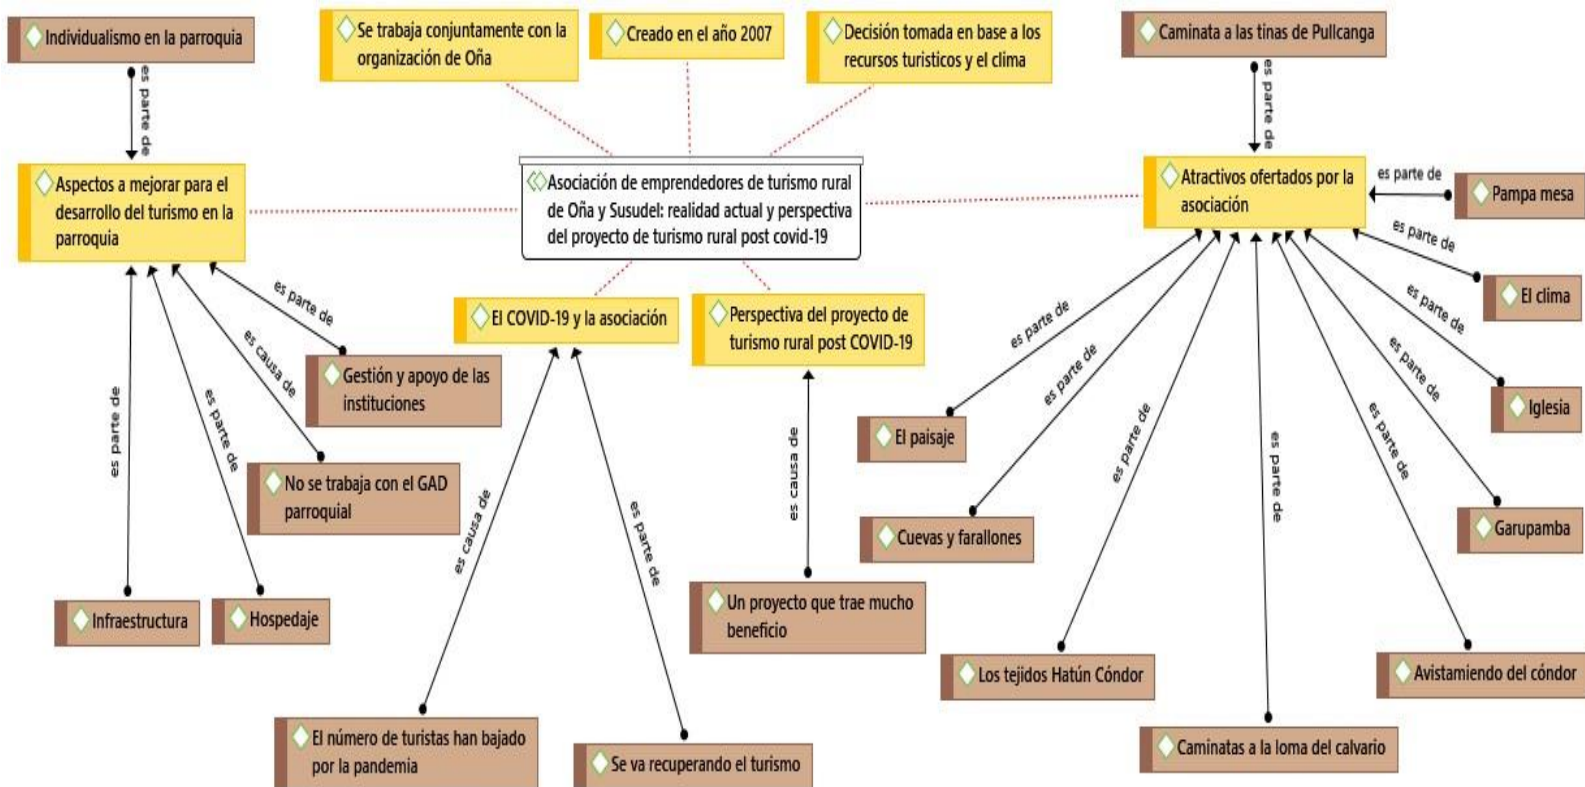 Individualismo en la parroquia
Se trabaja conjuntamente con la
organización de Oña
Creado en el año 2007
Decisión tomada en base a los
recursos turisticos y el clima
Caminata a las tinas de Pullcanga
es parte de
es parte de
Aspectos a mejorar para el
desarrollo del turismo en la
parroquia
Asociación de emprendedores de turismo rural
de Oña y Susudel: realidad actual y perspectiva
del proyecto de turismo rural post covid-19
Atractivos ofertados por la
asociación
es parte de
Pampa mesa
es parte de
El clima
es parte de
El COVID-19 y la asociación
Perspectiva del proyecto de
turismo rural post COVID-19
es parte de
es parte de
es causa de
Gestión y apoyo de las
instituciones
es parte de
es parte de
es parte de
es parte de
El paisaje
Iglesia
es parte de
es parte de
es parte de
es parte de
es causa de
No se trabaja con el GAD
parroquial
es causa de
es parte de
Cuevas y farallones
Garupamba
Infraestructura
Hospedaje
Un proyecto que trae mucho
beneficio
Los tejidos Hatún Cóndor
Avistamiendo del cóndor
El número de turistas han bajado
por la pandemia
Se va recuperando el turismo
Caminatas a la loma del calvario